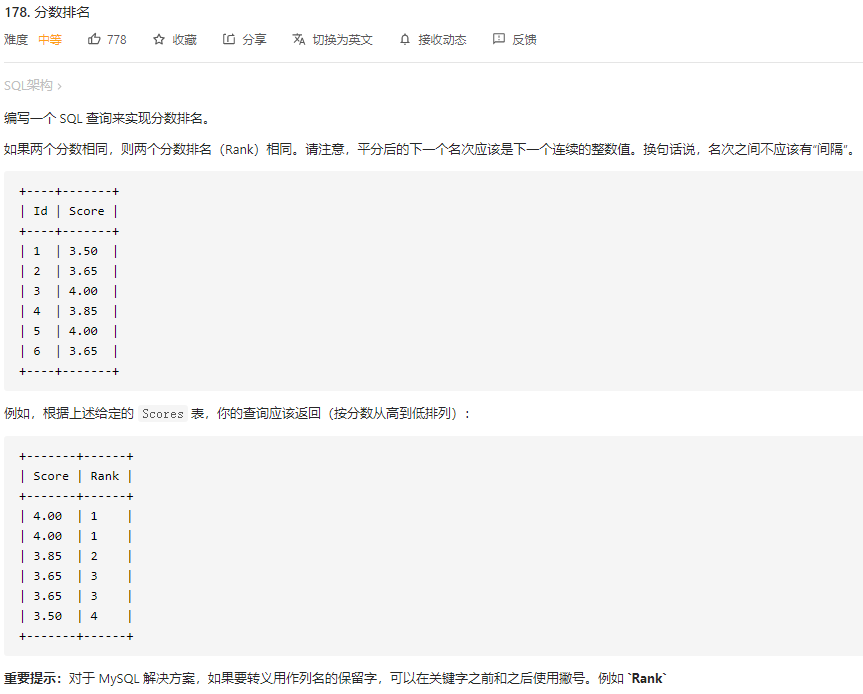 178. 分数排名
难度 中等 778 收藏 分享 切换为英文 接收动态 反馈
SQL架构 ›
编写一个 SQL 查询来实现分数排名。
如果两个分数相同，则两个分数排名（Rank）相同。请注意，平分后的下一个名次应该是下一个连续的整数值。换句话说，名次之间不应该有“间隔”。
+----+-------+
| Id | Score |
+----+-------+
| 1  | 3.50  |
| 2  | 3.65  |
| 3  | 4.00  |
| 4  | 3.85  |
| 5  | 4.00  |
| 6  | 3.65  |
+----+-------+
例如，根据上述给定的 Scores 表，你的查询应该返回（按分数从高到低排列）：
+-------+------+
| Score | Rank |
+-------+------+
| 4.00  | 1    |
| 4.00  | 1    |
| 3.85  | 2    |
| 3.65  | 3    |
| 3.65  | 3    |
| 3.50  | 4    |
+-------+------+
重要提示：对于 MySQL 解决方案，如果要转义用作列名的保留字，可以在关键字之前和之后使用撇号。例如 `Rank`